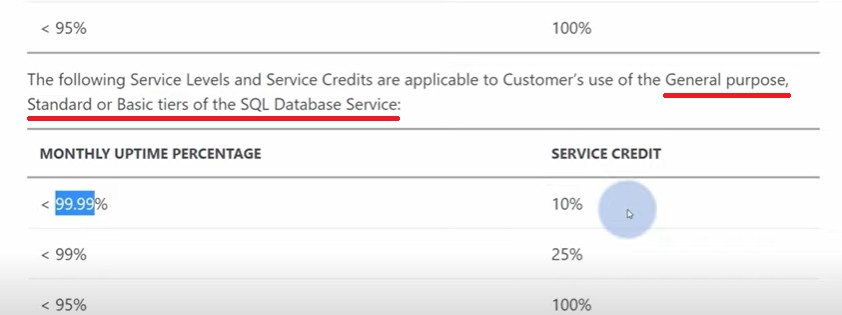 < 95% 100%
The following Service Levels and Service Credits are applicable to Customer's use of the General purpose,
Standard or Basic tiers of the SQL Database Service:
MONTHLY UPTIME PERCENTAGE SERVICE CREDIT
< 99.99% 10%
< 99% 25%
< 95% 100%